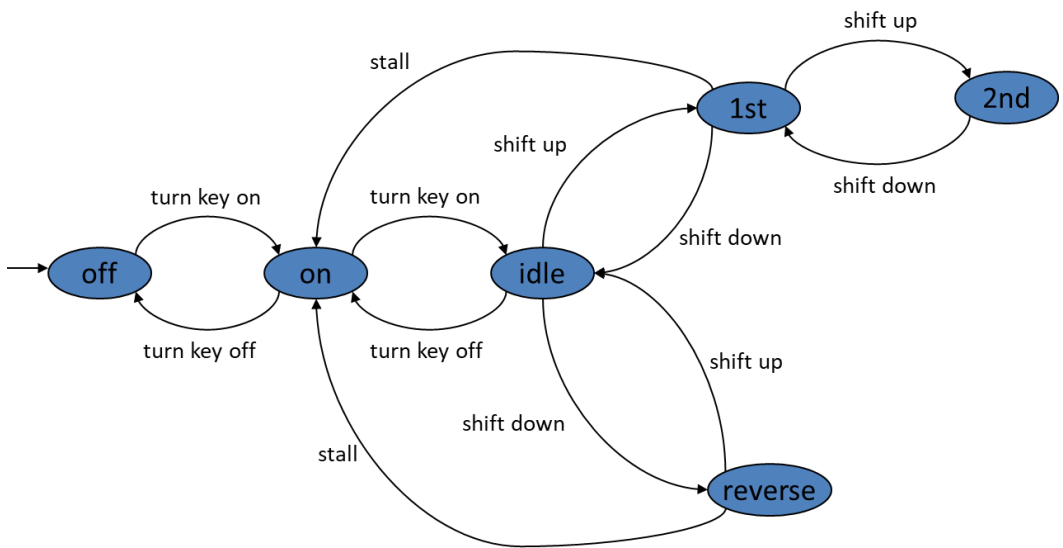 shift up
stall
1st
2nd
shift up
shift down
turn key on
turn key on
shift down
off
on
idle
turn key off
turn key off
shift up
shift down
stall
reverse